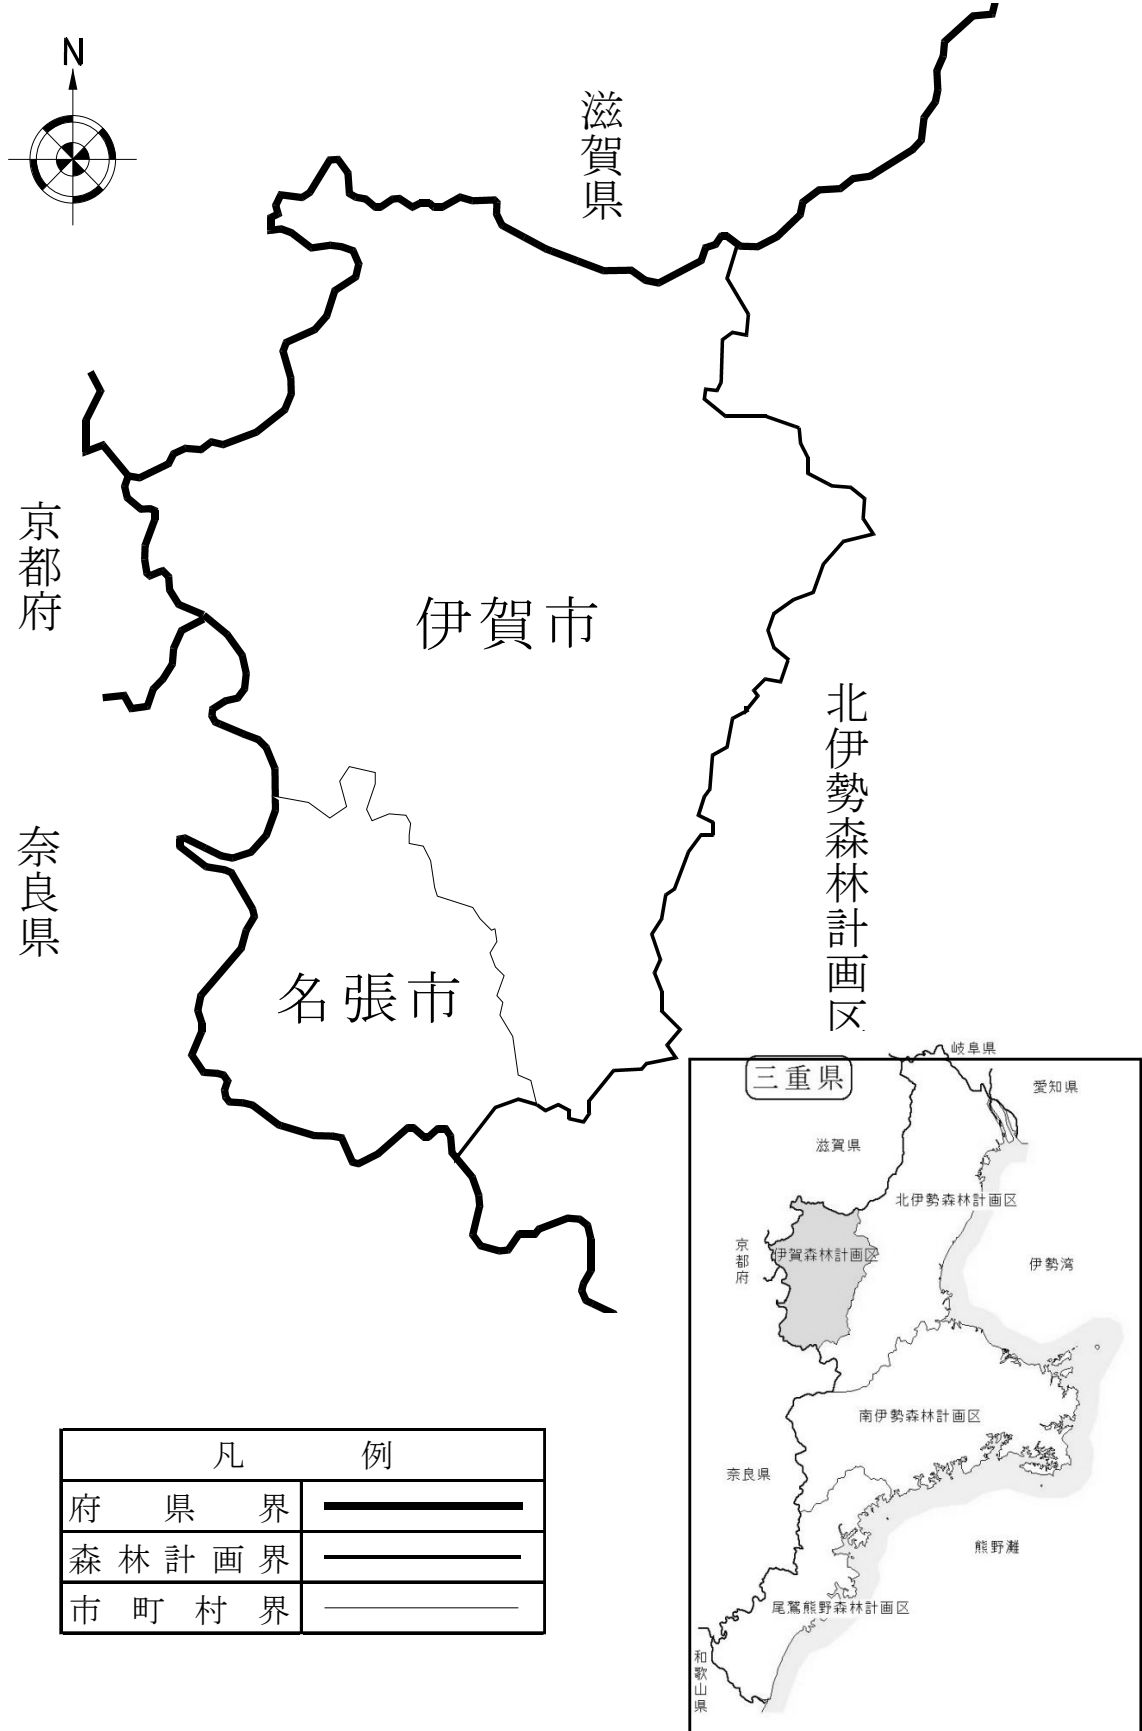 N
滋賀県
京都府
伊賀市
北伊勢森林計画区
奈良県
名張市
三重県
岐阜県
愛知県
滋賀県
北伊勢森林計画区
京都府
伊賀森林計画区
伊勢湾
南伊勢森林計画区
奈良県
熊野灘
尾鷲熊野森林計画区
和歌山県
凡例
府県界
森林計画界
市町村界